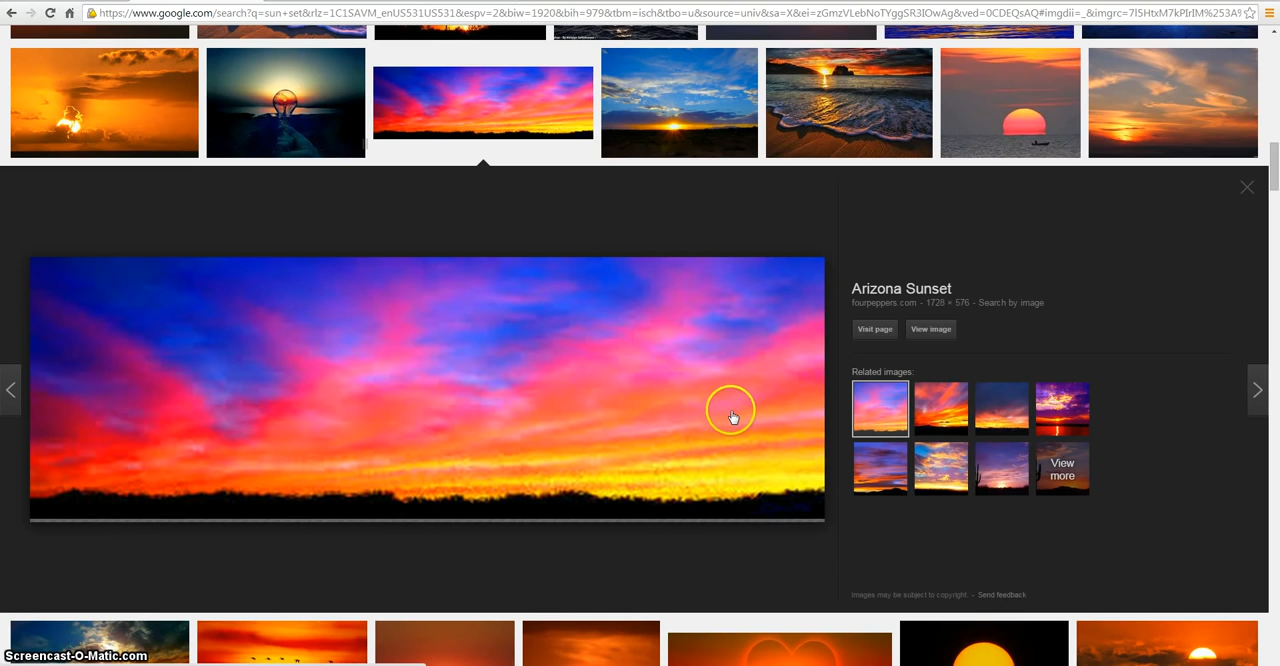 https://www.google.com/search?q=sun+set&rlz=1C1SAVM_enUS531US531&espv=2&biw=1920&bih=979&tbm=isch&tbo=u&source=univ&sa=X&ei=zGmzVLebNoTYggSR3IOwAg&ved=0CDEQsAQ#imgdii=_&imgrc=7I5HtxM7kPIrIM%253A%
Arizona Sunset
fourpeppers.com - 1728 × 576 - Search by image
Visit page View image
Related images:
View
more
Images may be subject to copyright. - Send feedback
Screencast-O-Matic.com